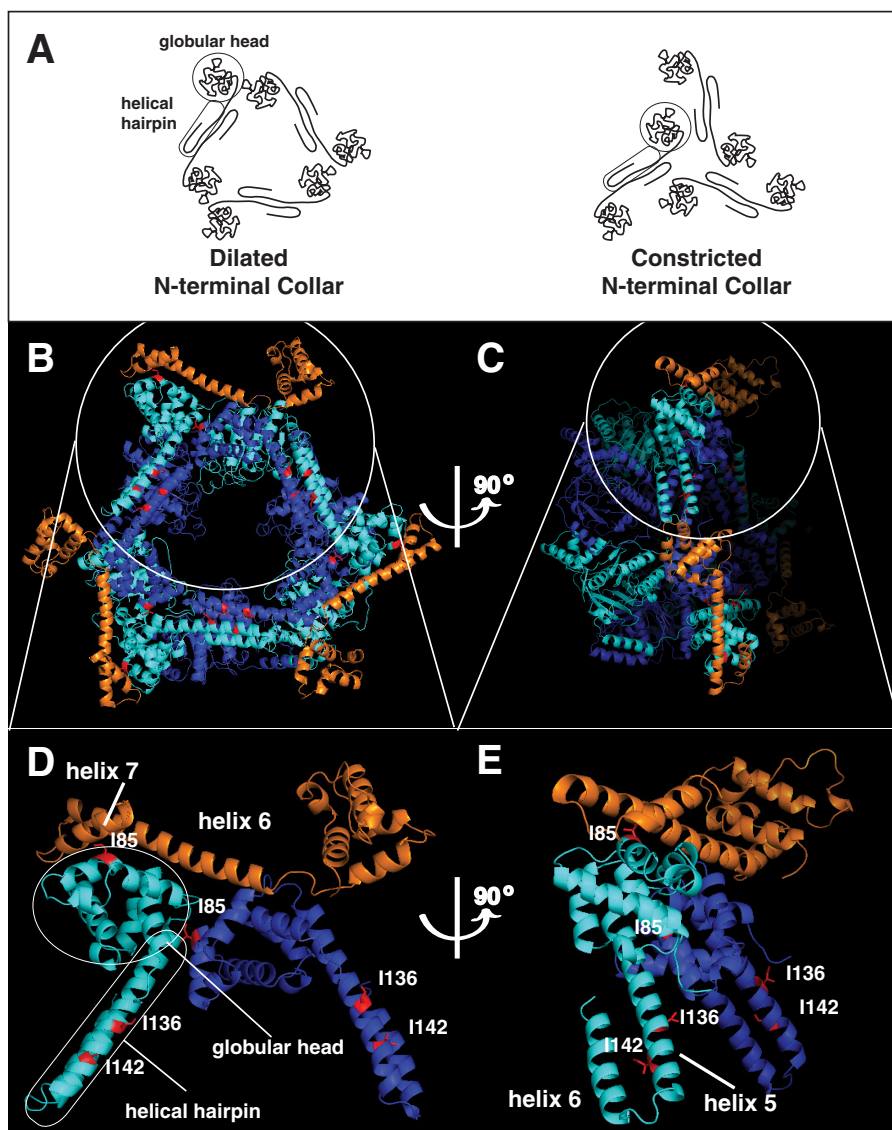 A
globular head
helical
hairpin
Dilated
N-terminal Collar
Constricted
N-terminal Collar
B
C
90°
D
helix 7
I85
helix 6
I85
I136
I142
I136
I142
globular head
helical hairpin
90°
E
I85
I85
I136
I142
I136
I142
helix 6
helix 5